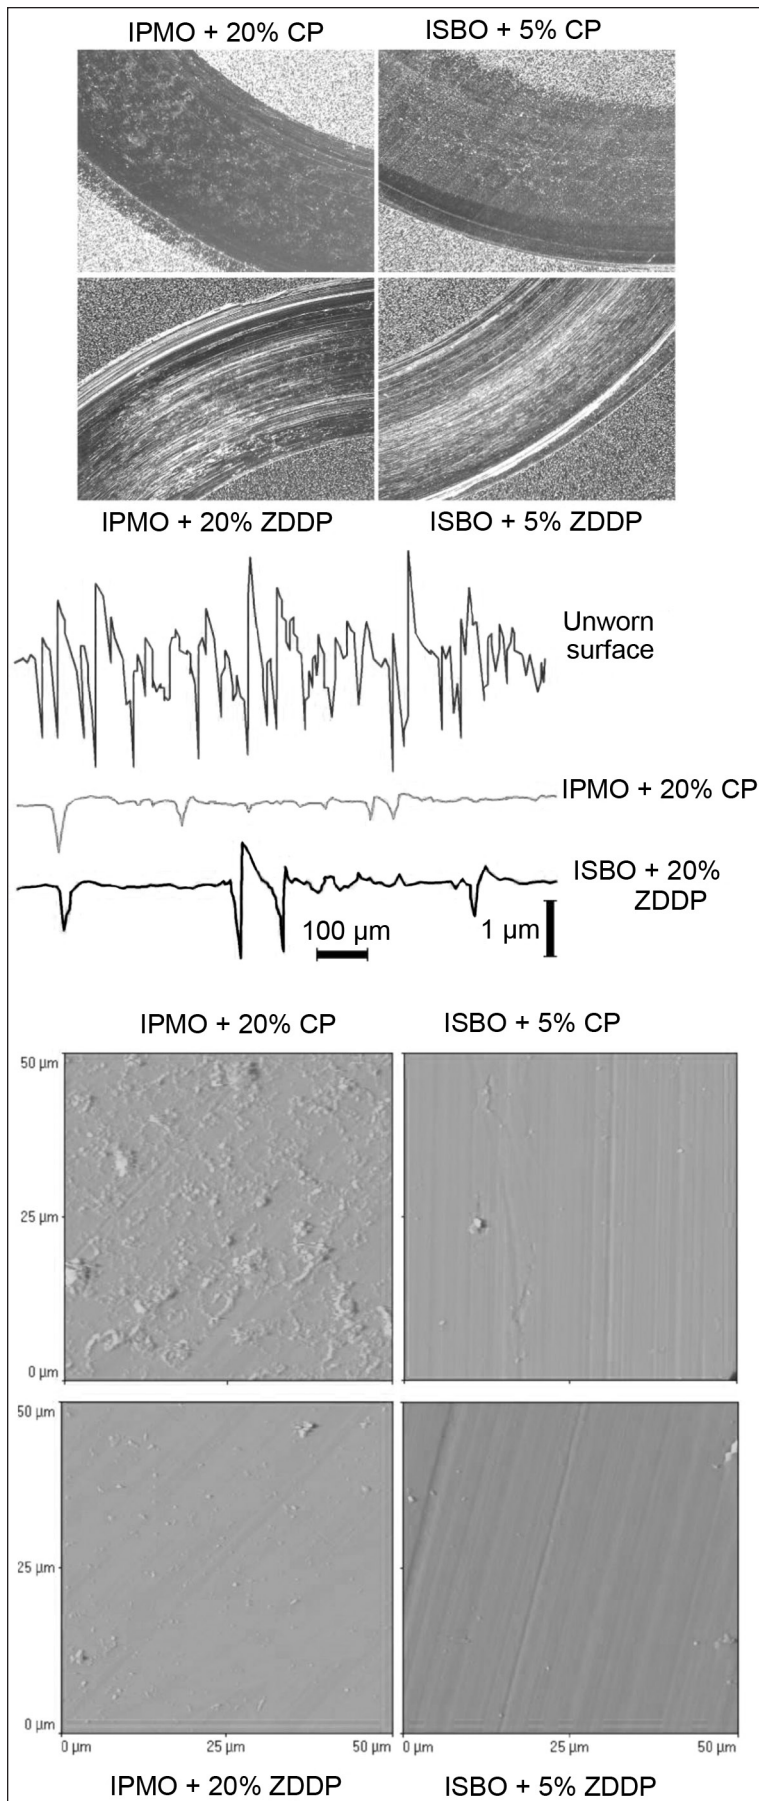 IPMO + 20% CP
ISBO + 5% CP
IPMO + 20% ZDDP
ISBO + 5% ZDDP
Unworn
surface
IPMO + 20% CP
ISBO + 20%
ZDDP
100 µm
1 µm
IPMO + 20% CP
ISBO + 5% CP
50 µm
25 µm
0 µm
50 µm
25 µm
0 µm
0 µm
25 µm
50 µm
0 µm
25 µm
50 µm
IPMO + 20% ZDDP
ISBO + 5% ZDDP